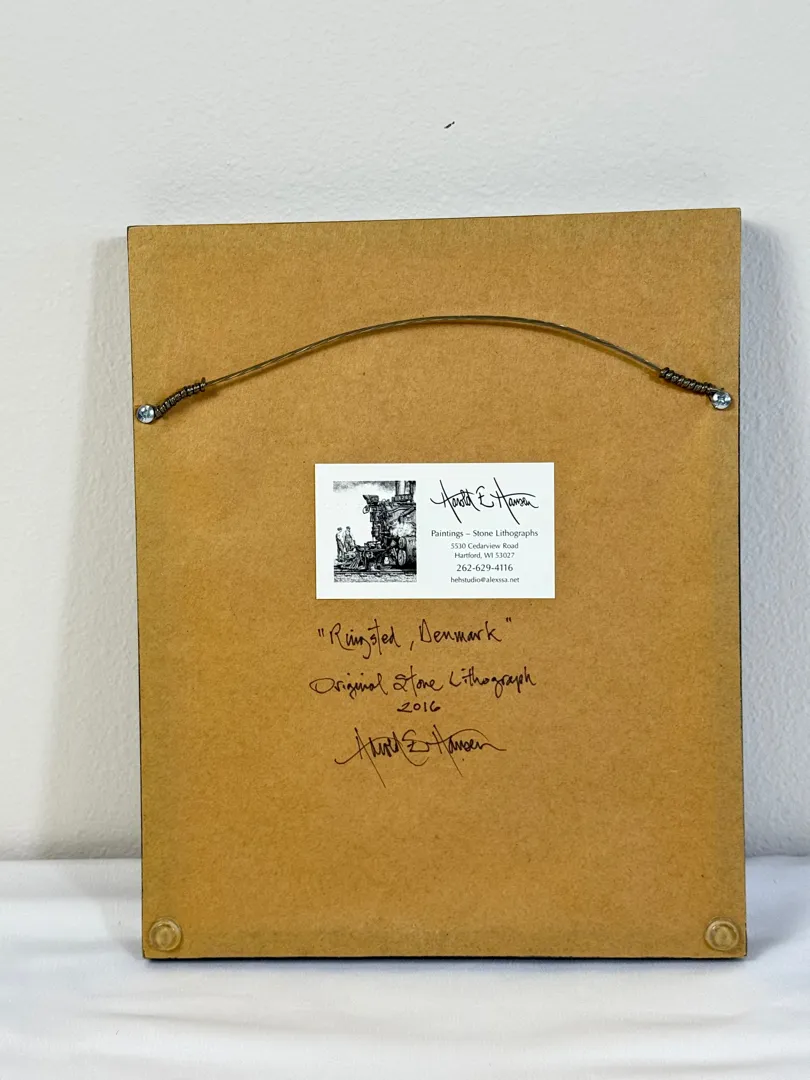 Harold E Hansen
Paintings – Stone Lithographs
5530 Cedarview Road
Hartford, WI 53027
262-629-4116
hehstudio@alexssa.net
"Ringsted, Denmark"
Original Stone Lithograph
2016
Harold E Hansen